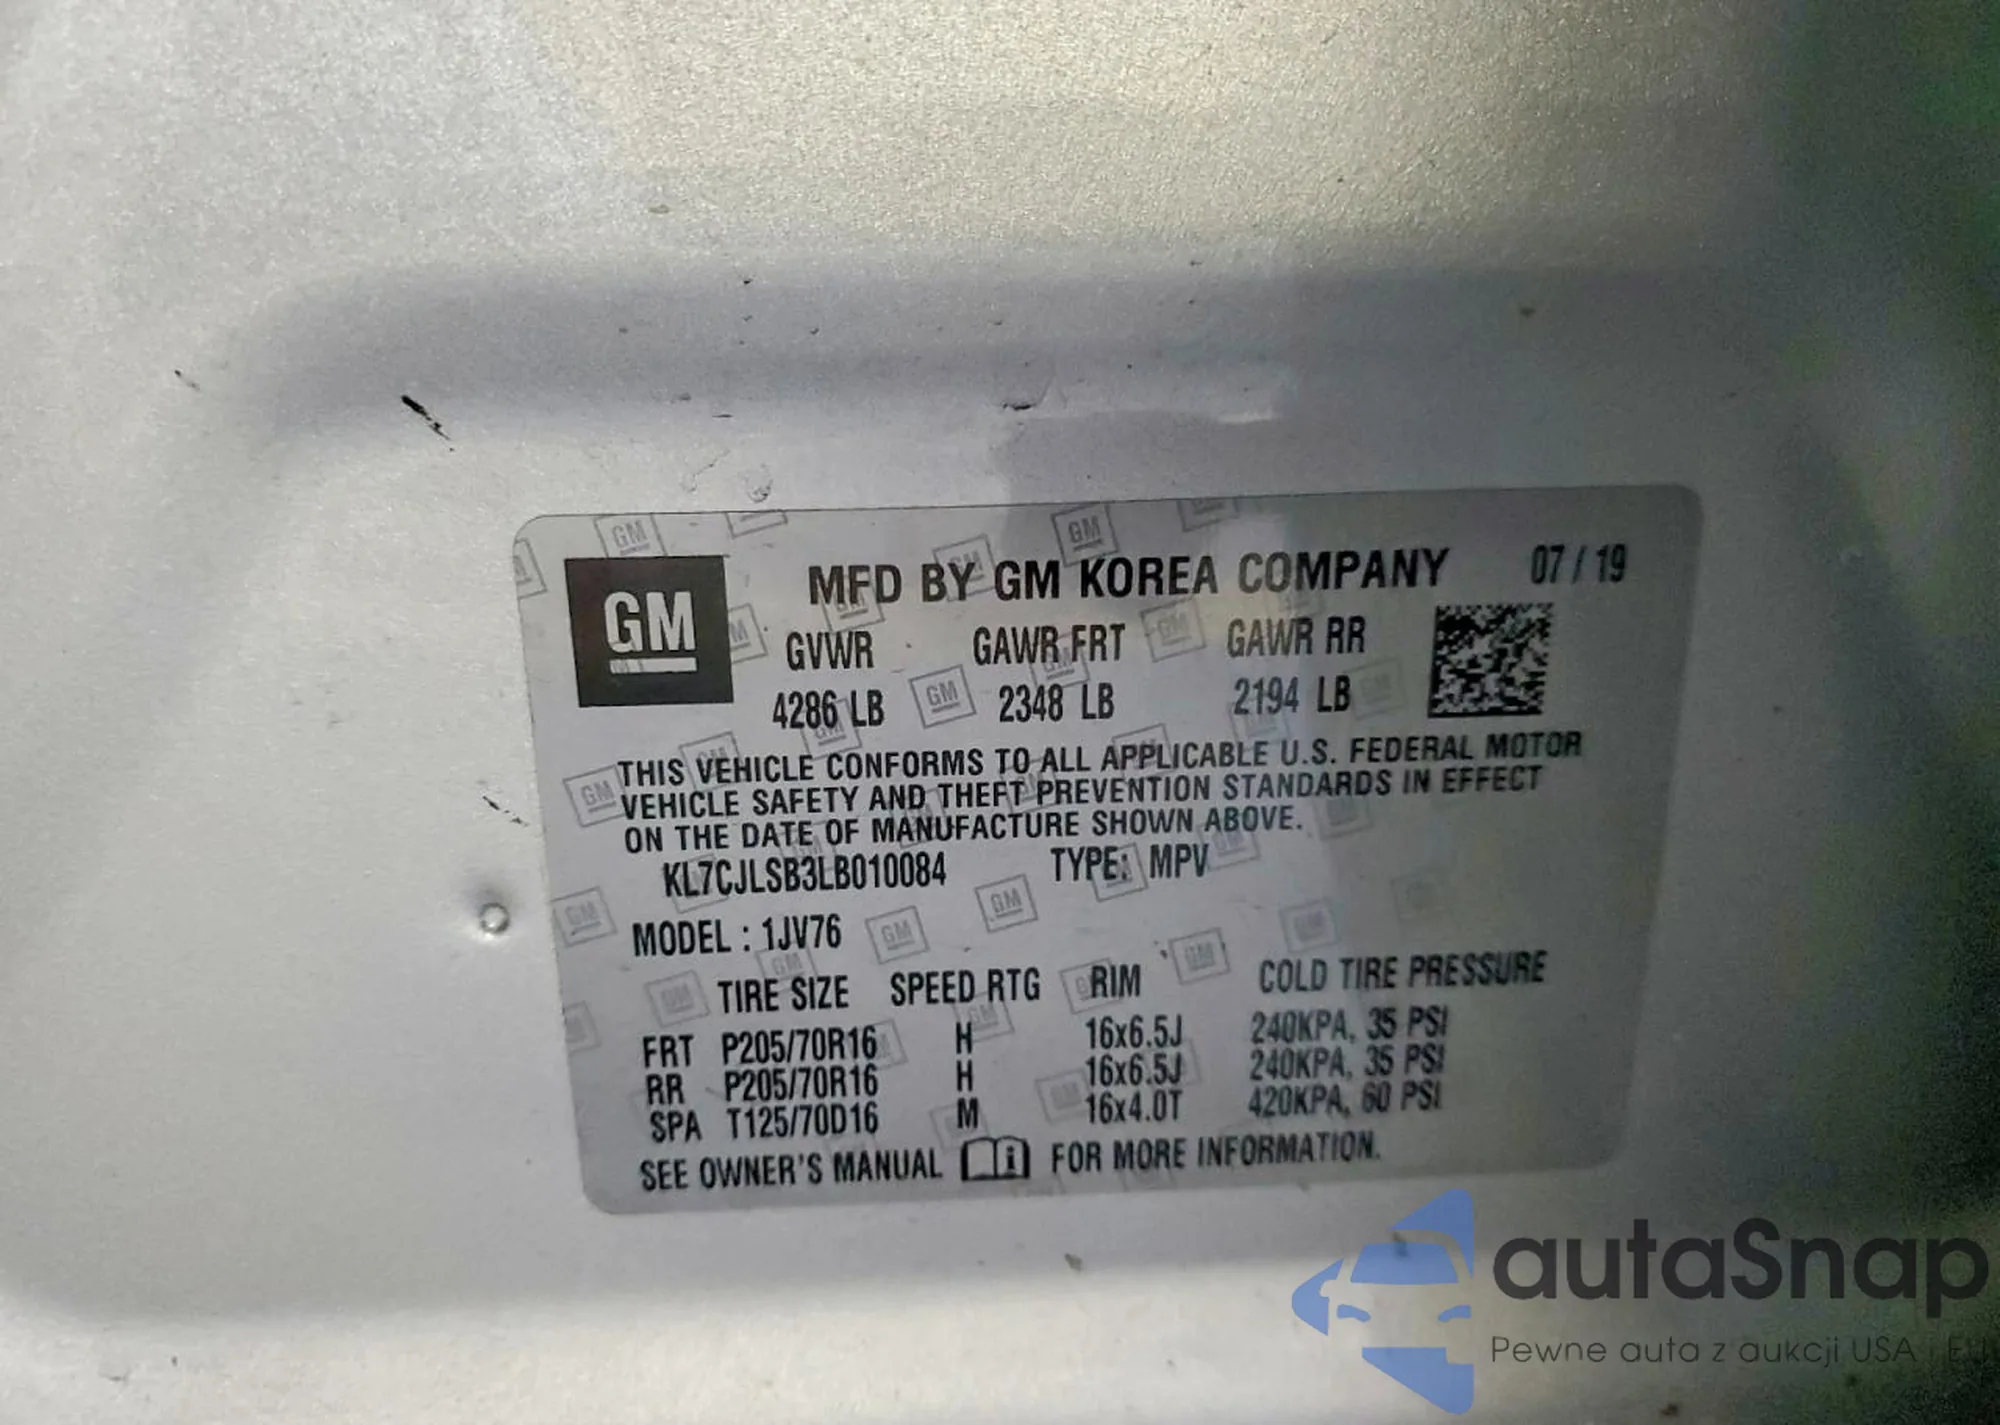 GM
MFD BY GM KOREA COMPANY 07 / 19
GVWR GAWR FRT GAWR RR
4286 LB 2348 LB 2194 LB
THIS VEHICLE CONFORMS TO ALL APPLICABLE U.S. FEDERAL MOTOR
VEHICLE SAFETY AND THEFT PREVENTION STANDARDS IN EFFECT
ON THE DATE OF MANUFACTURE SHOWN ABOVE.
KL7CJLSB3LB010084 TYPE: MPV
MODEL : 1JV76
TIRE SIZE SPEED RTG RIM COLD TIRE PRESSURE
FRT P205/70R16 H 16x6.5J 240KPA, 35 PSI
RR P205/70R16 H 16x6.5J 240KPA, 35 PSI
SPA T125/70D16 M 16x4.0T 420KPA, 60 PSI
SEE OWNER'S MANUAL FOR MORE INFORMATION.
autaSnap
Pewne auta z aukcji USA i EU